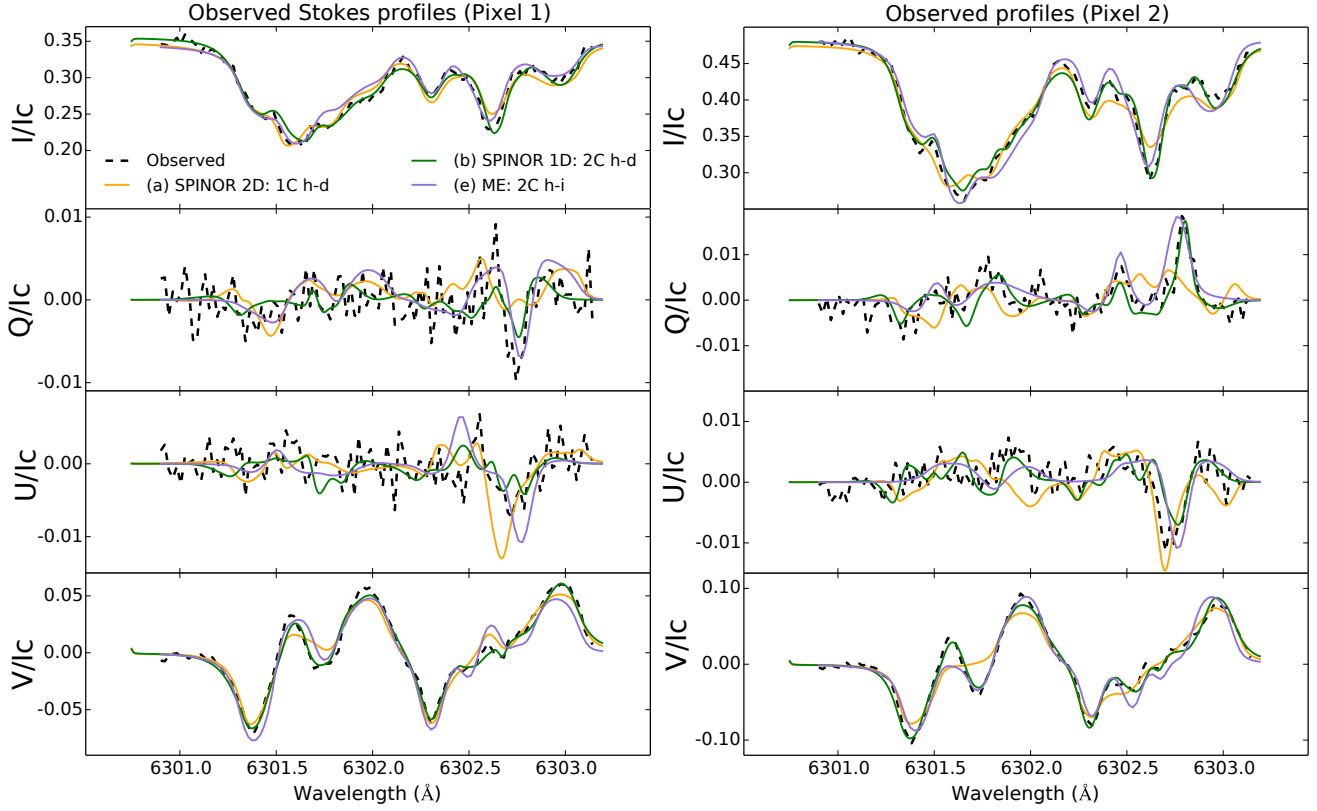 Observed Stokes profiles (Pixel 1)
0.35
0.30
0.25
0.20
I/Ic
Observed
(a) SPINOR 2D: 1C h-d
(b) SPINOR 1D: 2C h-d
(e) ME: 2C h-i
0.01
0.00
-0.01
Q/Ic
0.00
-0.01
U/Ic
0.05
0.00
-0.05
V/Ic
6301.0 6301.5 6302.0 6302.5 6303.0
Wavelength (Å)
Observed profiles (Pixel 2)
0.45
0.40
0.35
0.30
I/Ic
0.01
0.00
-0.01
Q/Ic
0.01
0.00
-0.01
U/Ic
0.10
0.00
-0.10
V/Ic
6301.0 6301.5 6302.0 6302.5 6303.0
Wavelength (Å)